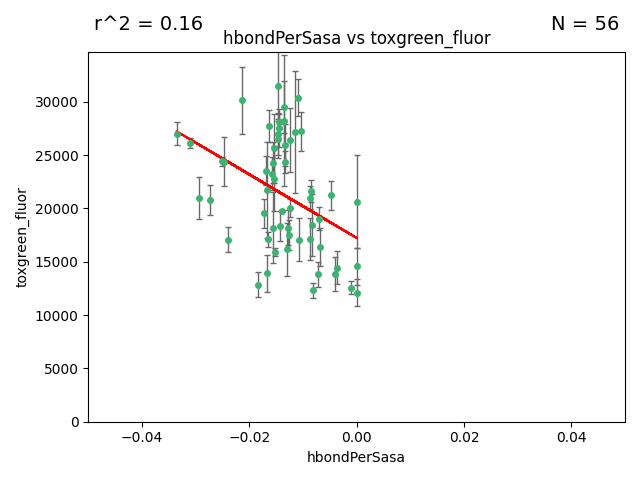 r^2 = 0.16
N = 56
hbondPerSasa vs toxgreen_fluor
30000
25000
20000
15000
10000
5000
0
toxgreen_fluor
−0.04
−0.02
0.00
0.02
0.04
hbondPerSasa